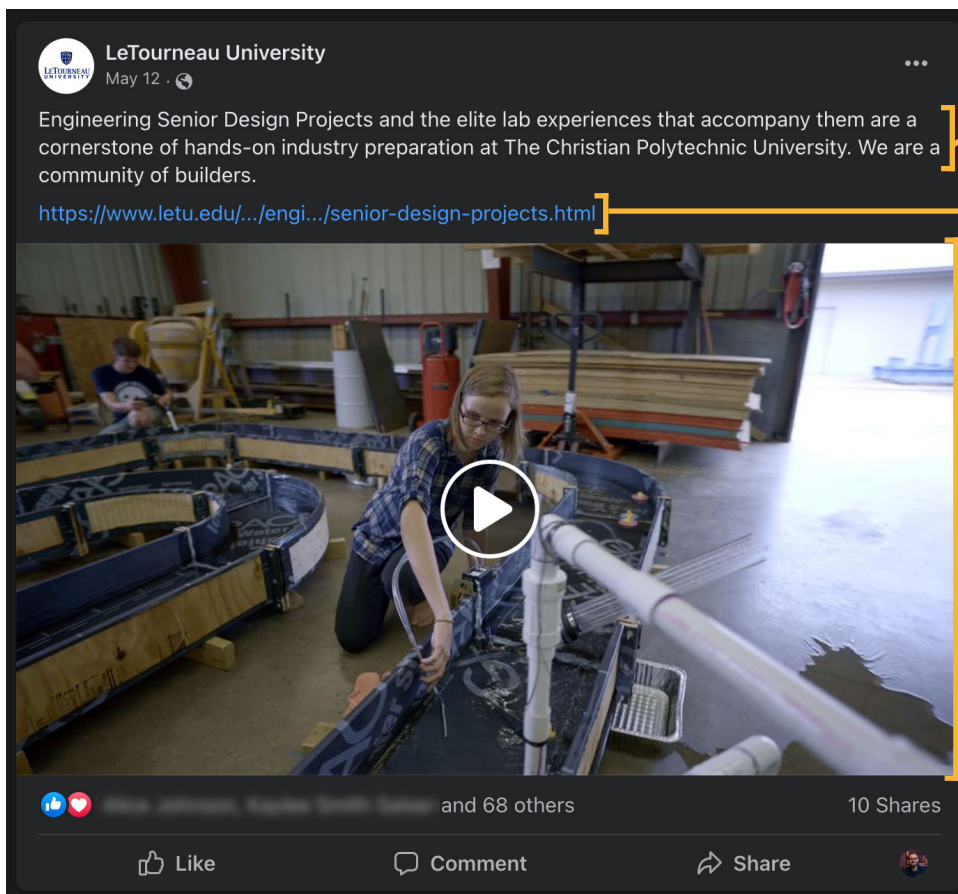 LeTourneau University
LeTourneau
University
May 12 ·
Engineering Senior Design Projects and the elite lab experiences that accompany them are a
cornerstone of hands-on industry preparation at The Christian Polytechnic University. We are a
community of builders.
https://www.letu.edu/.../engi.../senior-design-projects.html
and 68 others
10 Shares
Like
Comment
Share